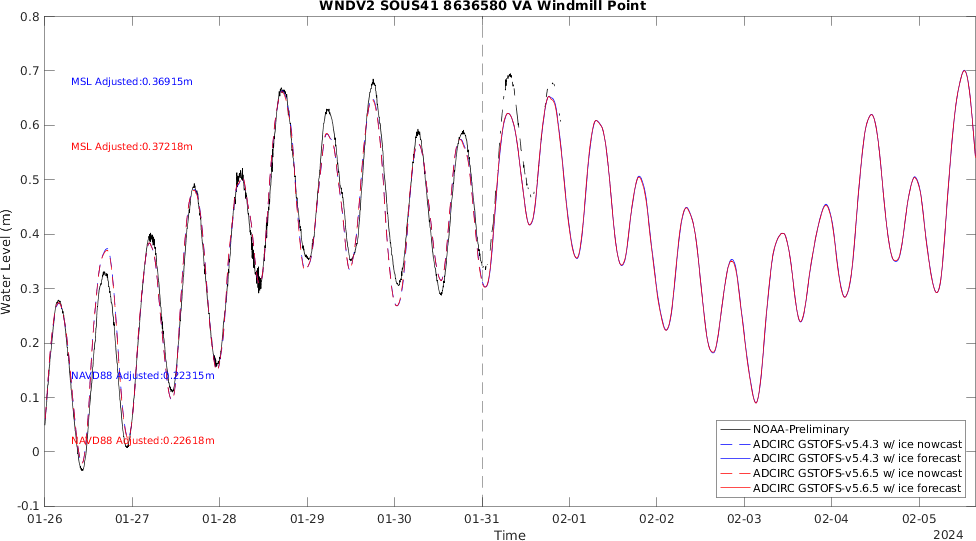 WNDV2 SOUS41 8636580 VA Windmill Point
0.8
0.7
0.6
0.5
0.4
0.3
0.2
0.1
0
-0.1
Water Level (m)
MSL Adjusted:0.36915m
MSL Adjusted:0.37218m
NAVD88 Adjusted:0.22315m
NAVD88 Adjusted:0.22618m
NOAA-Preliminary
ADCIRC GSTOFS-v5.4.3 w/ ice nowcast
ADCIRC GSTOFS-v5.4.3 w/ ice forecast
ADCIRC GSTOFS-v5.6.5 w/ ice nowcast
ADCIRC GSTOFS-v5.6.5 w/ ice forecast
01-26 01-27 01-28 01-29 01-30 01-31 02-01 02-02 02-03 02-04 02-05
Time
2024